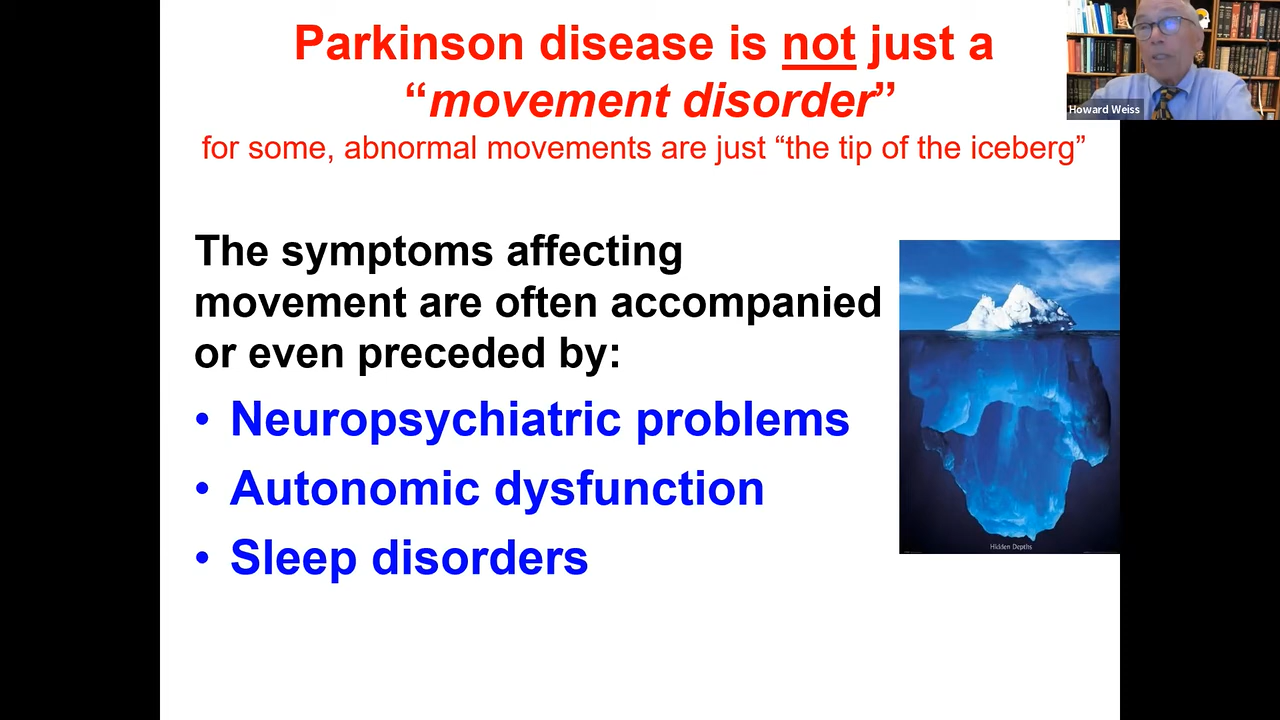 Parkinson disease is not just a
“movement disorder”
for some, abnormal movements are just “the tip of the iceberg”
Howard Weiss
The symptoms affecting
movement are often accompanied
or even preceded by:
• Neuropsychiatric problems
• Autonomic dysfunction
• Sleep disorders
Hidden Depths